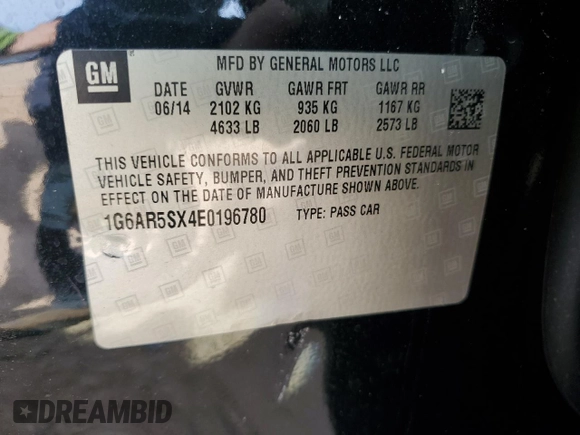 GM
MFD BY GENERAL MOTORS LLC
DATE GVWR GAWR FRT GAWR RR
06/14 2102 KG 935 KG 1167 KG
4633 LB 2060 LB 2573 LB
THIS VEHICLE CONFORMS TO ALL APPLICABLE U.S. FEDERAL MOTOR
VEHICLE SAFETY, BUMPER, AND THEFT PREVENTION STANDARDS IN
EFFECT ON THE DATE OF MANUFACTURE SHOWN ABOVE.
1G6AR5SX4E0196780 TYPE: PASS CAR
DREAMBID